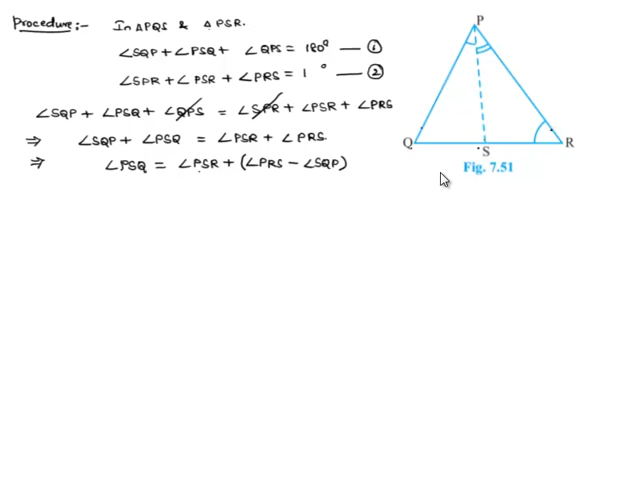 Procedure:- In ΔPQS & ΔPSR.
∠SQP + ∠PSQ + ∠QPS = 180° — ①
∠SPR + ∠PSR + ∠PRS = 1 ° — ②
∠SQP + ∠PSQ + ∠QPS = ∠SPR + ∠PSR + ∠PRS
⇒ ∠SQP + ∠PSQ = ∠PSR + ∠PRS.
⇒ ∠PSQ = ∠PSR + (∠PRS - ∠SQP)
P
Q
S
R
Fig. 7.51